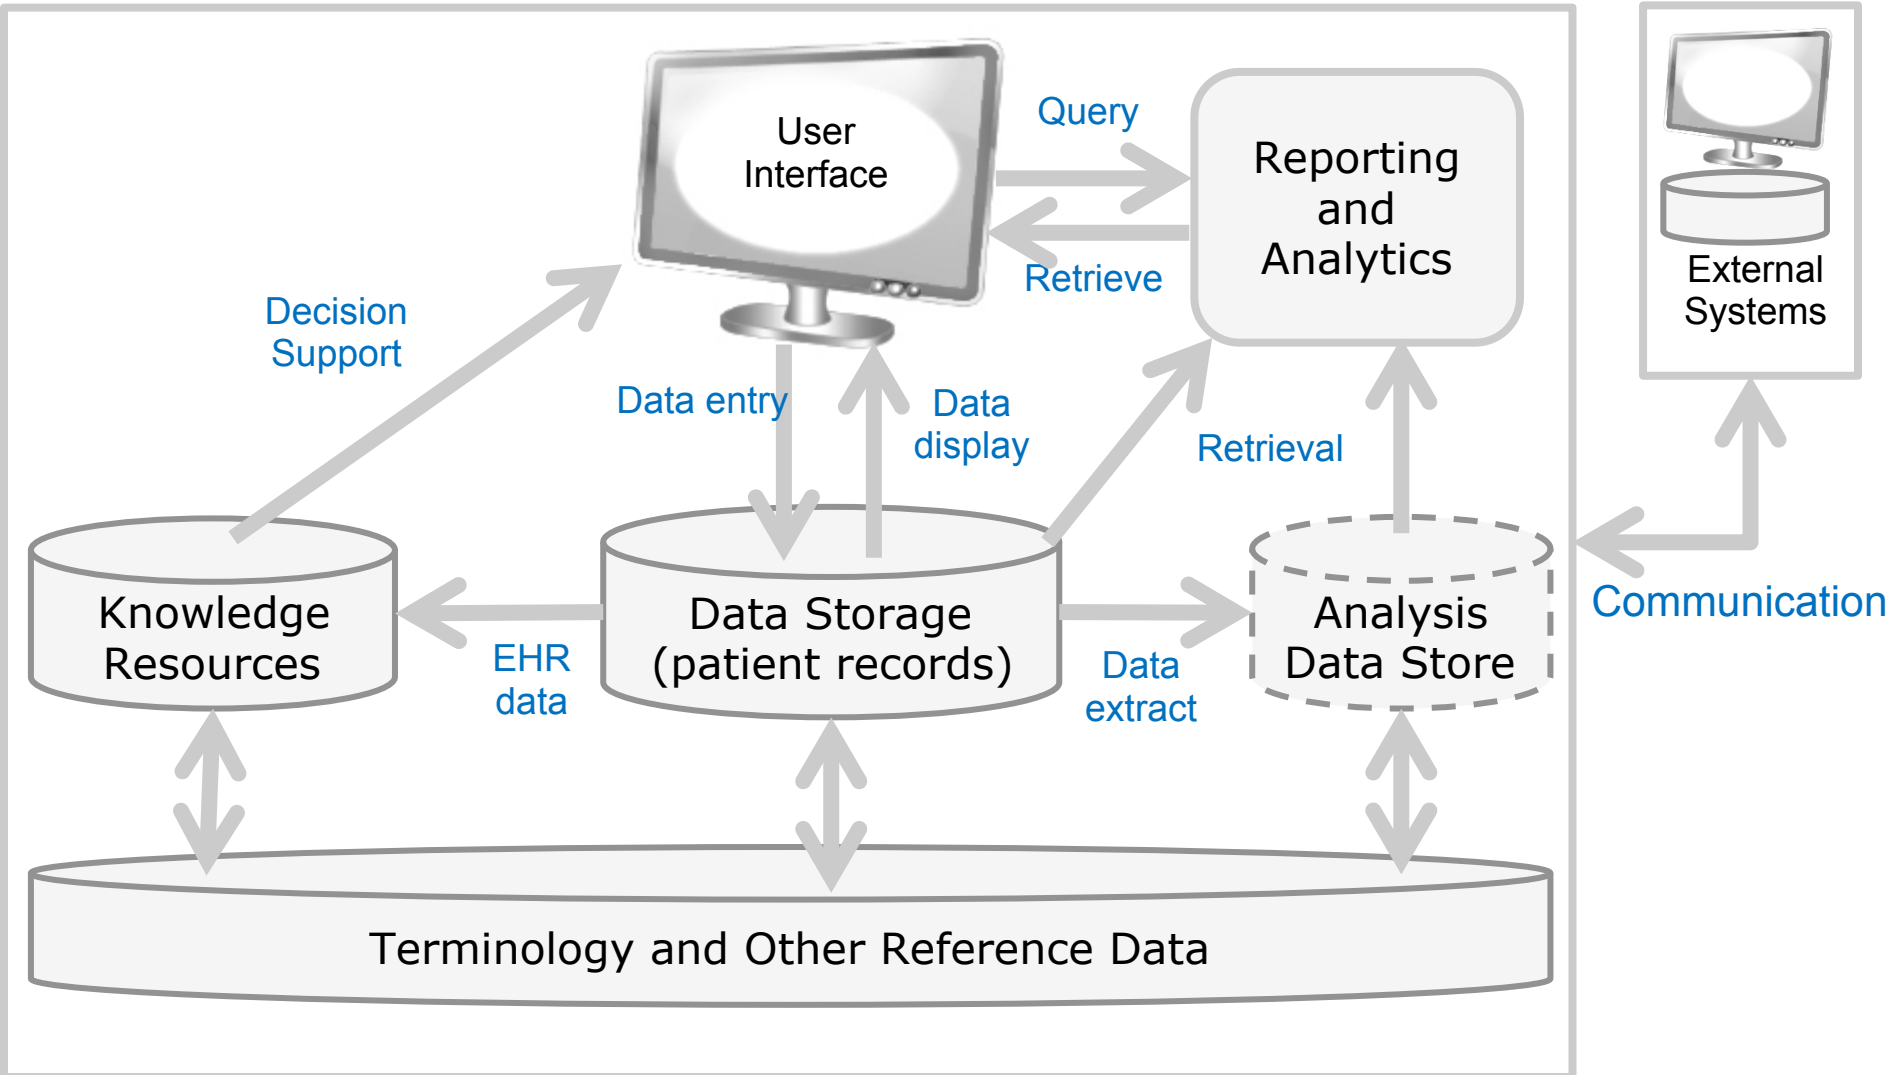 User
Interface
Query
Retrieve
Reporting
and
Analytics
External
Systems
Decision
Support
Data entry
Data
display
Retrieval
Communication
Knowledge
Resources
EHR
data
Data Storage
(patient records)
Data
extract
Analysis
Data Store
Terminology and Other Reference Data